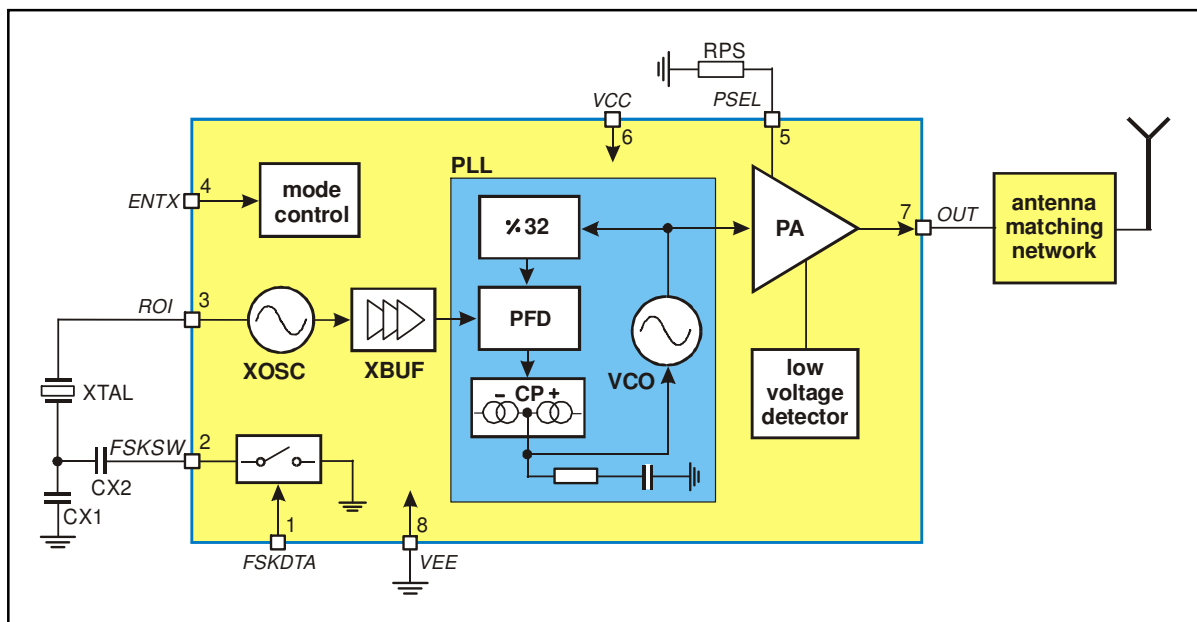 RPS
VCC
PSEL
6
5
PLL
4
ENTX
mode
control
٪32
PA
7
OUT
antenna
matching
network
3
ROI
PFD
XOSC
XBUF
VCO
low
voltage
detector
XTAL
- CP +
FSKSW
2
CX2
CX1
1
8
FSKDTA
VEE